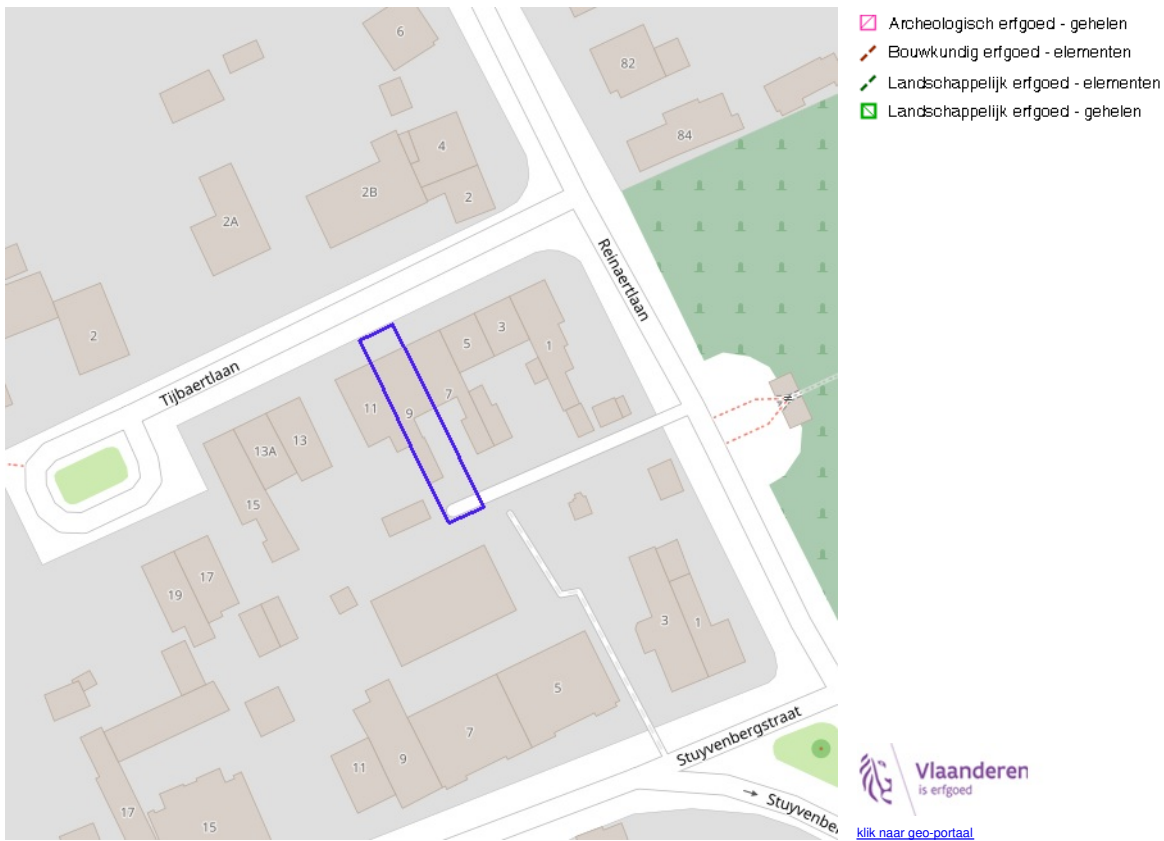 6
82
84
4
2B
2
2A
2
Reinaertlaan
3
5
1
7
Tijbaertlaan
11
9
13
13A
15
17
19
3
1
5
7
9
11
Stuyvenbergstraat
Stuyvenbe
17
15
Archeologisch erfgoed - gehelen
Bouwkundig erfgoed - elementen
Landschappelijk erfgoed - elementen
Landschappelijk erfgoed - gehelen
Vlaanderen
is erfgoed
klik naar geo-portaal